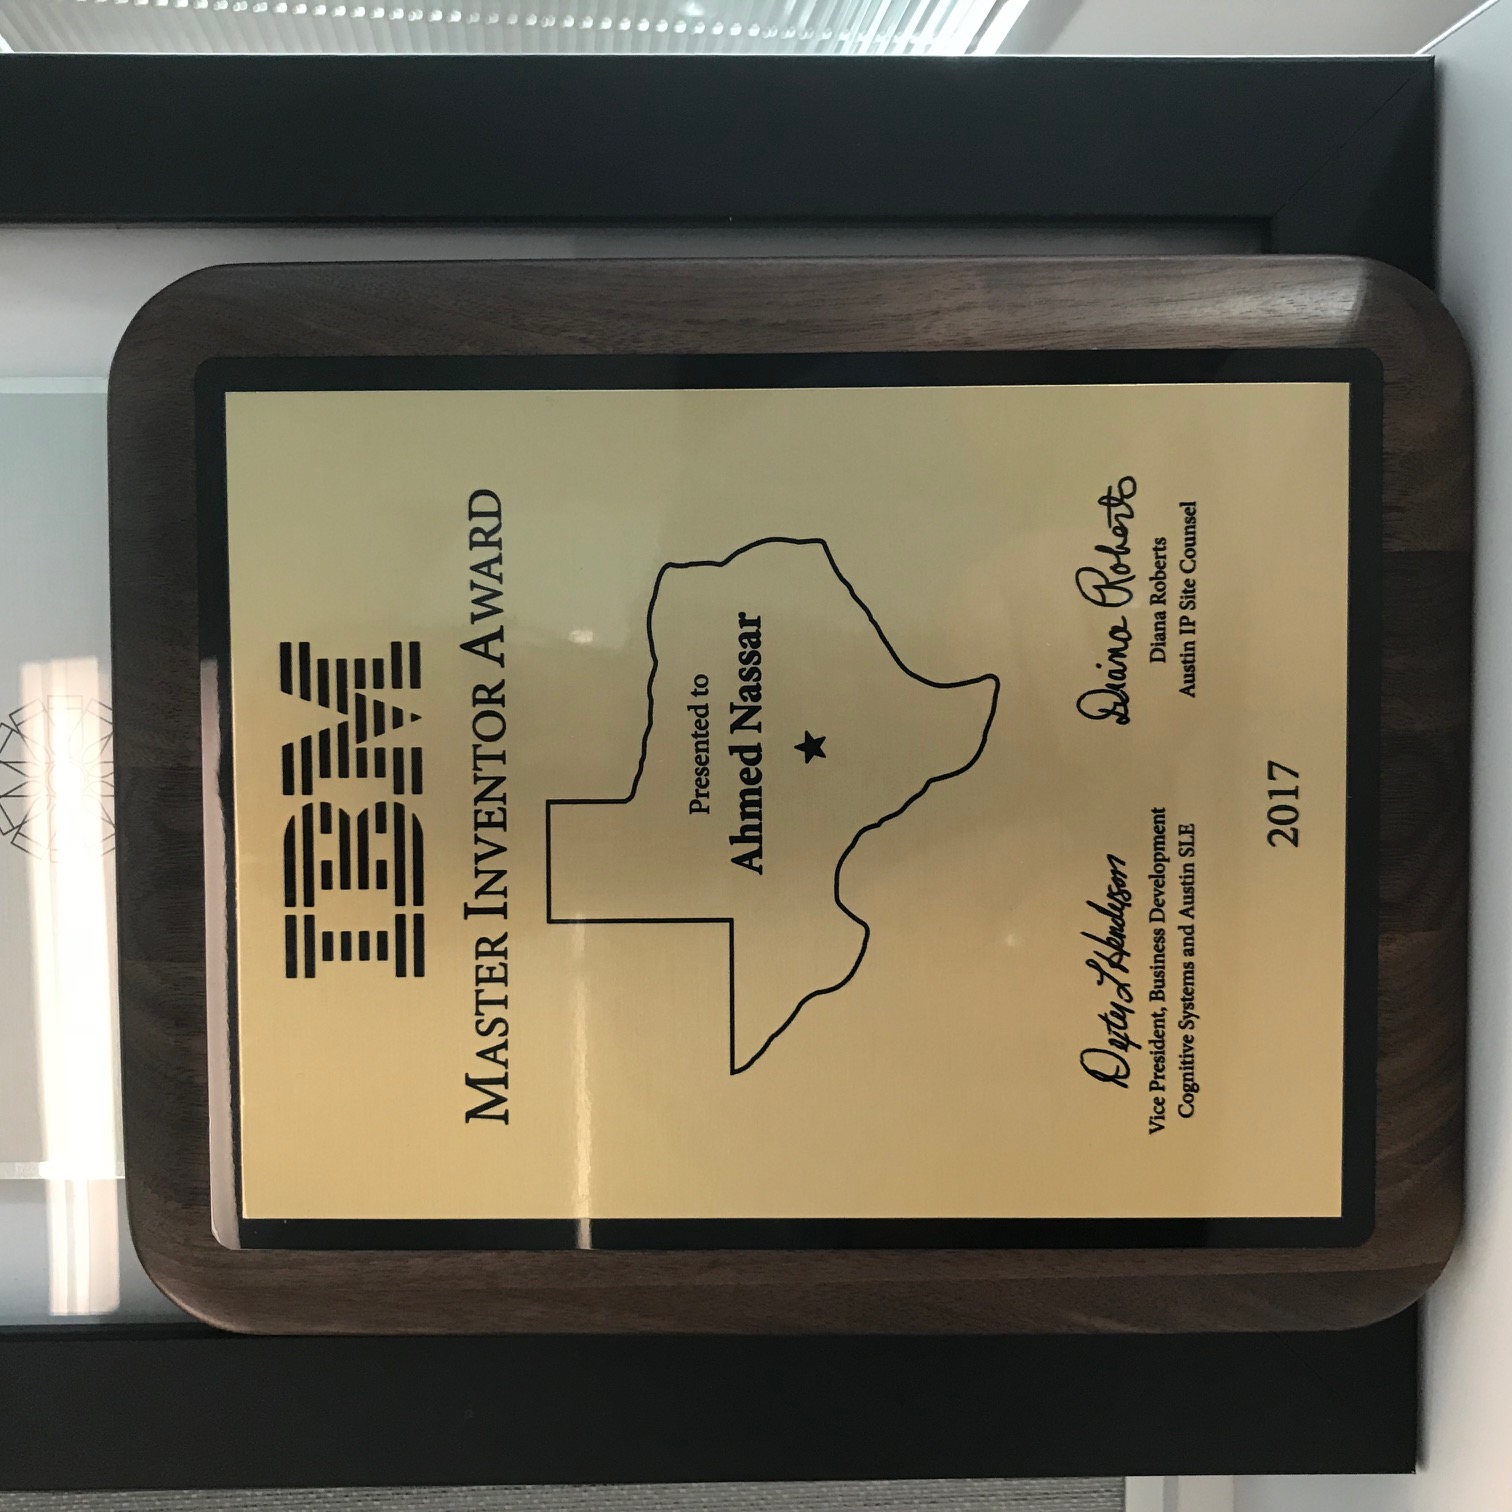 IBM
MASTER INVENTOR AWARD
Presented to
Ahmed Nassar
Dexter L Henderson
Vice President, Business Development
Cognitive Systems and Austin SLE
Diana Roberts
Diana Roberts
Austin IP Site Counsel
2017